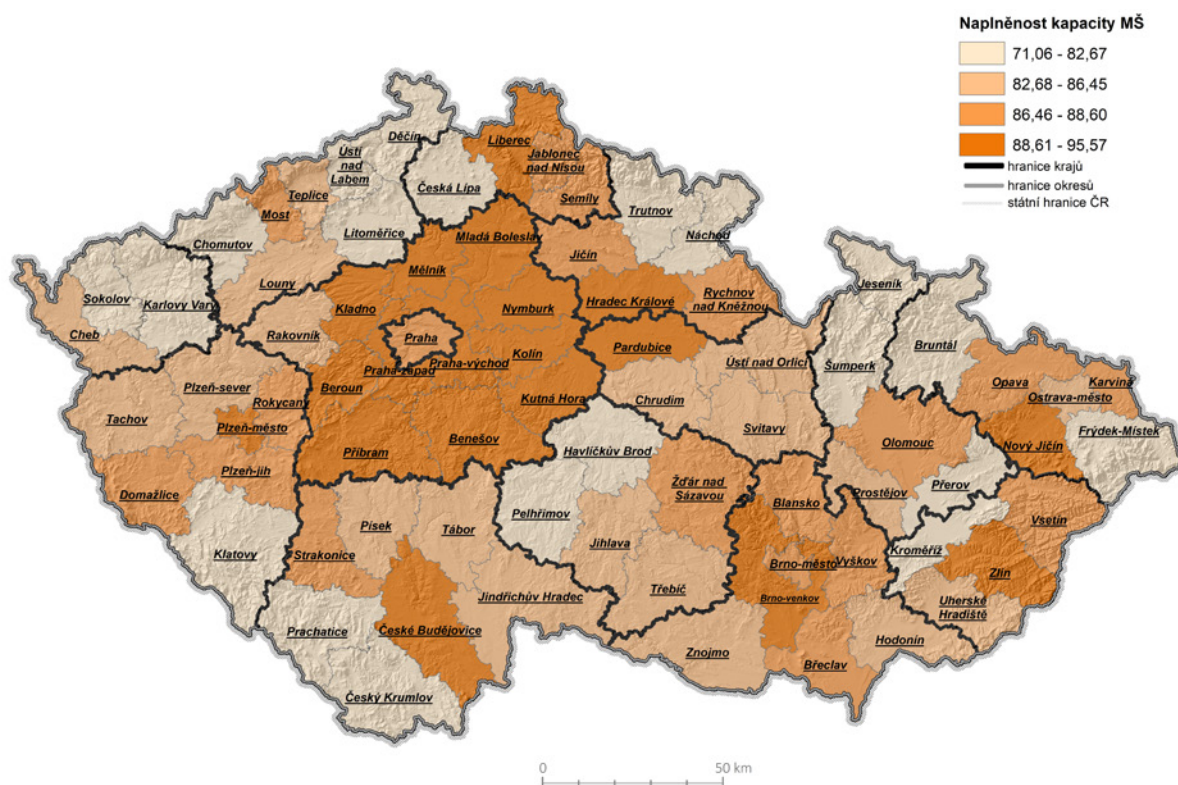 Naplněnost kapacity MŠ
71,06 - 82,67
82,68 - 86,45
86,46 - 88,60
88,61 - 95,57
hranice krajů
hranice okresů
státní hranice ČR
Děčín
Ústí
nad
Labem
Teplice
Most
Česká Lípa
Liberec
Jablonec
nad Nisou
Semily
Trutnov
Náchod
Chomutov
Litoměřice
Louny
Sokolov
Karlovy Vary
Cheb
Mladá Boleslav
Mělník
Jičín
Kladno
Nymburk
Hradec Králové
Rychnov
nad Kněžnou
Rakovník
Praha
Praha-západ
Praha-východ
Kolín
Beroun
Kutná Hora
Příbram
Benešov
Pardubice
Ústí nad Orlicí
Chrudim
Svitavy
Jeseník
Šumperk
Bruntál
Opava
Karviná
Ostrava-město
Nový Jičín
Frýdek-Místek
Olomouc
Přerov
Prostějov
Plzeň-sever
Rokycany
Tachov
Plzeň-město
Plzeň-jih
Domažlice
Klatovy
Havlíčkův Brod
Pelhřimov
Žďár nad
Sázavou
Jihlava
Třebíč
Písek
Tábor
Strakonice
Jindřichův Hradec
Prachatice
České Budějovice
Český Krumlov
Blansko
Brno-město
Vyškov
Brno-venkov
Znojmo
Břeclav
Hodonín
Kroměříž
Vsetín
Zlín
Uherské
Hradiště
0 50 km